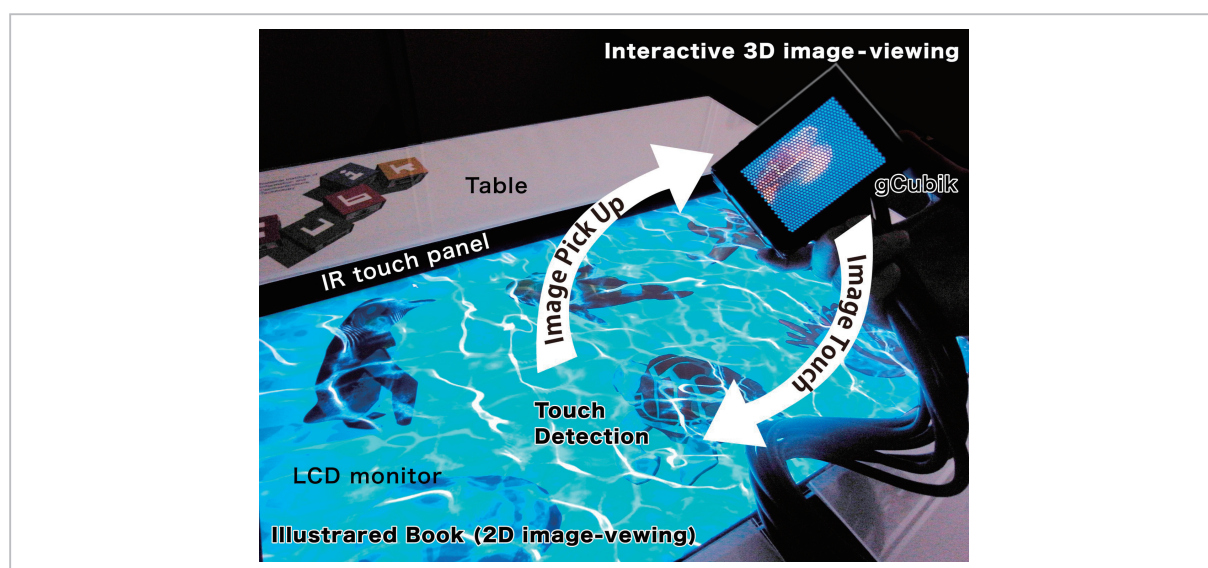 Interactive 3D image-viewing
gCubik
Table
IR touch panel
Image Pick Up
Image Touch
Touch
Detection
LCD monitor
Illustrared Book (2D image-vewing)